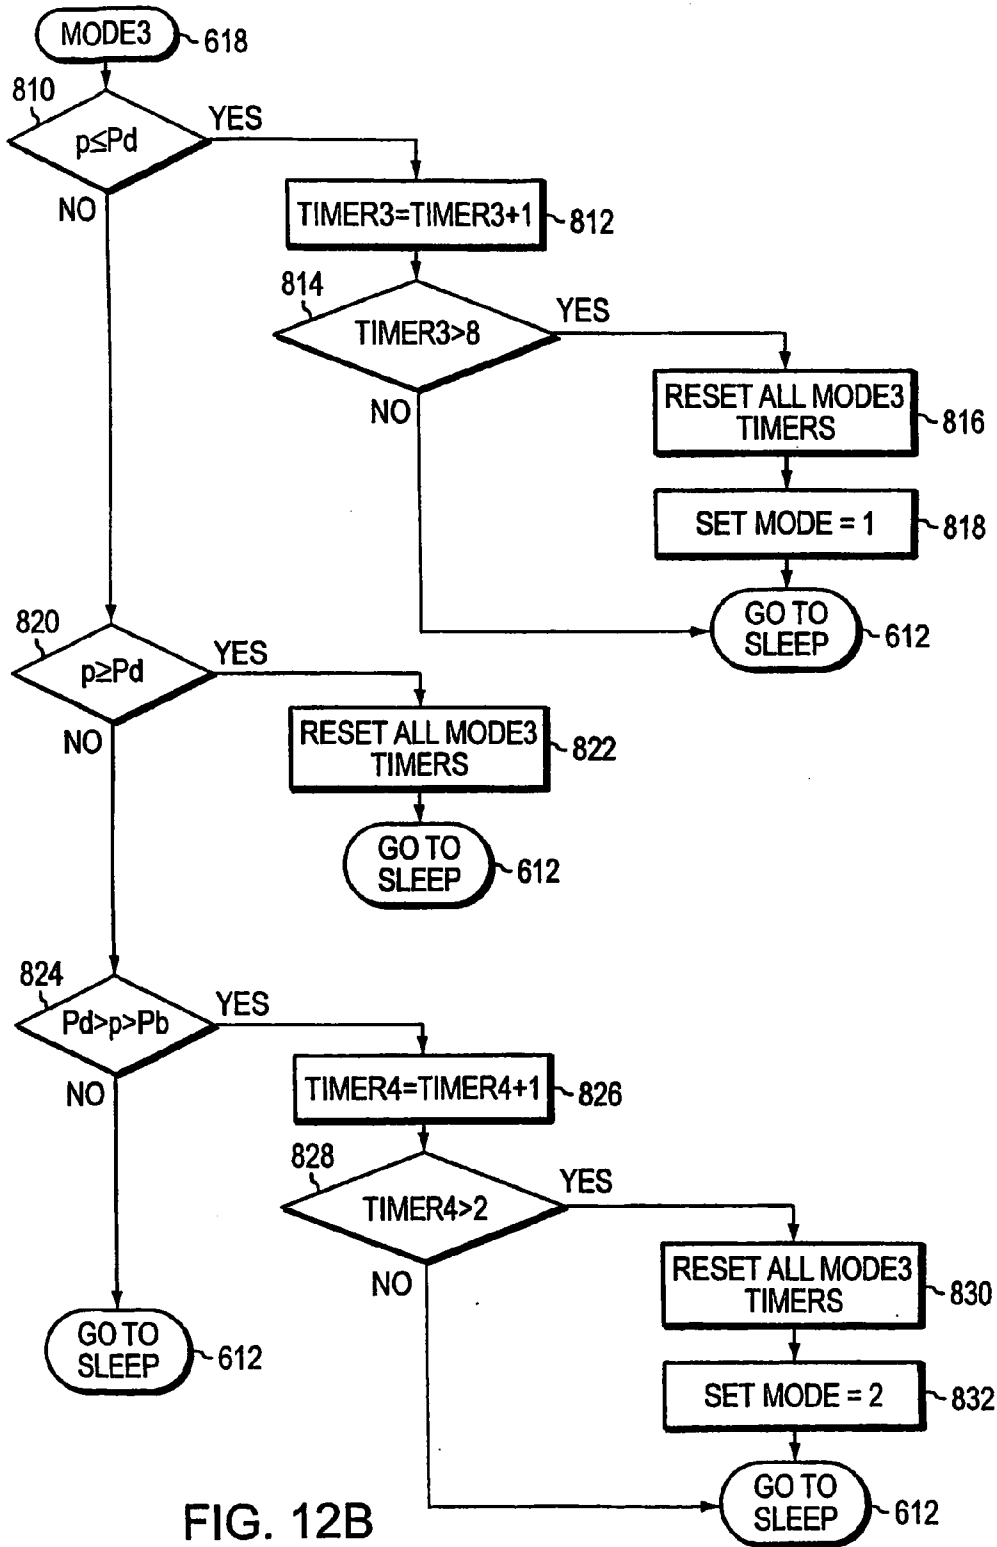 MODE3
618
810
p≤Pd
YES
NO
TIMER3=TIMER3+1
812
814
TIMER3>8
YES
NO
RESET ALL MODE3
TIMERS
816
SET MODE = 1
818
GO TO
SLEEP
612
820
p≥Pd
YES
NO
RESET ALL MODE3
TIMERS
822
GO TO
SLEEP
612
824
Pd>p>Pb
YES
NO
TIMER4=TIMER4+1
826
828
TIMER4>2
YES
NO
RESET ALL MODE3
TIMERS
830
SET MODE = 2
832
GO TO
SLEEP
612
GO TO
SLEEP
612
FIG. 12B